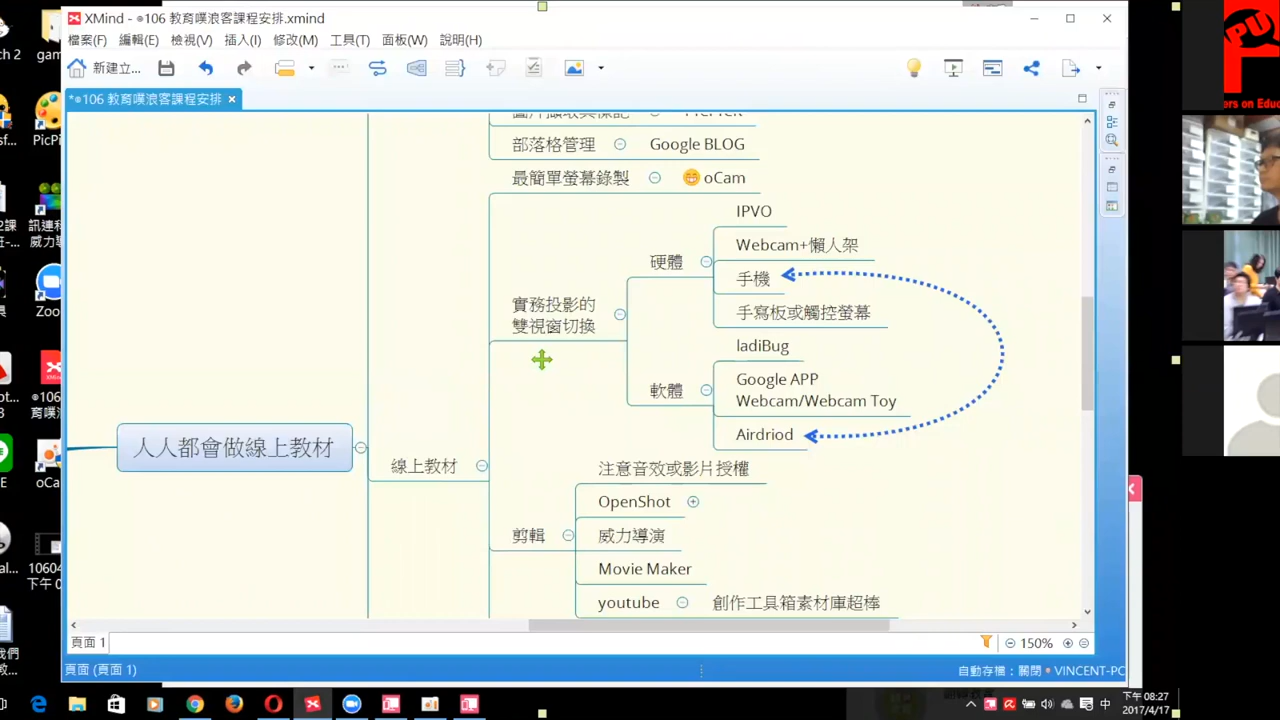 XMind - ⊕106 教育噗浪客課程安排.xmind
檔案(F) 編輯(E) 檢視(V) 插入(I) 修改(M) 工具(T) 面板(W) 說明(H)
新建立...
*⊕106 教育噗浪客課程安排
部落格管理 Google BLOG
最簡單螢幕錄製 oCam
IPVO
Webcam+懶人架
硬體
手機
實務投影的
雙視窗切換
手寫板或觸控螢幕
ladiBug
Google APP
Webcam/Webcam Toy
軟體
Airdriod
人人都會做線上教材
線上教材
注意音效或影片授權
OpenShot
剪輯
威力導演
Movie Maker
youtube 創作工具箱素材庫超棒
頁面 1
150%
頁面 (頁面 1)
自動存檔：關閉 VINCENT-PC
中
下午 08:27
2017/4/17